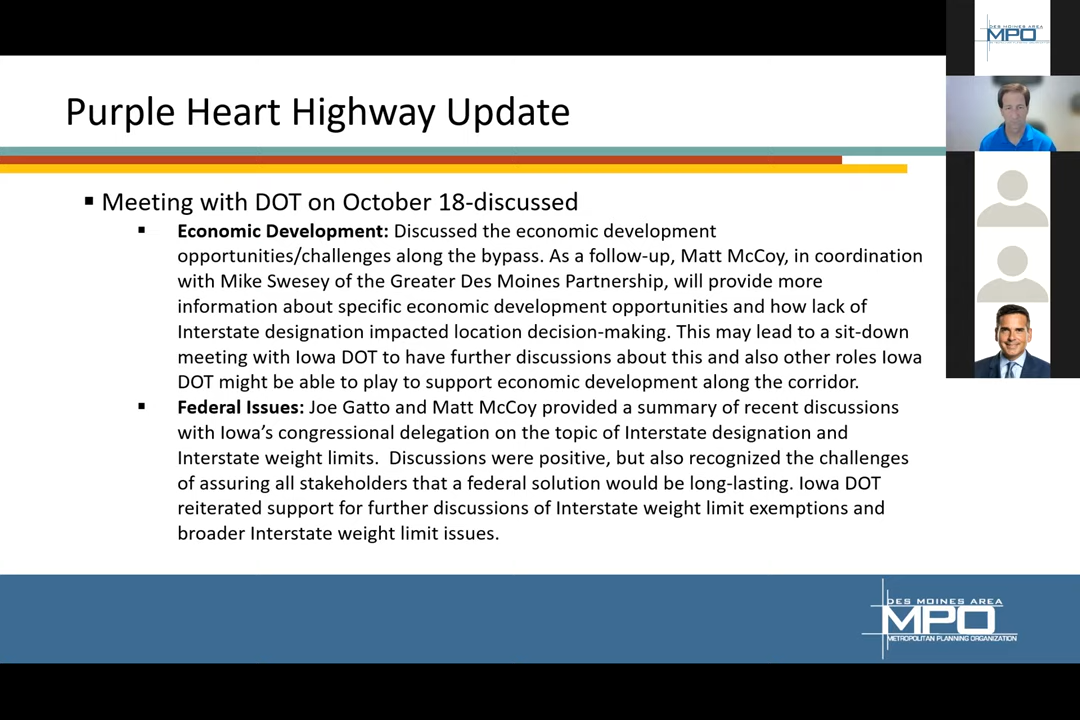 Purple Heart Highway Update
▪ Meeting with DOT on October 18-discussed
▪ Economic Development: Discussed the economic development
opportunities/challenges along the bypass. As a follow-up, Matt McCoy, in coordination
with Mike Swesey of the Greater Des Moines Partnership, will provide more
information about specific economic development opportunities and how lack of
Interstate designation impacted location decision-making. This may lead to a sit-down
meeting with Iowa DOT to have further discussions about this and also other roles Iowa
DOT might be able to play to support economic development along the corridor.
▪ Federal Issues: Joe Gatto and Matt McCoy provided a summary of recent discussions
with Iowa's congressional delegation on the topic of Interstate designation and
Interstate weight limits.  Discussions were positive, but also recognized the challenges
of assuring all stakeholders that a federal solution would be long-lasting. Iowa DOT
reiterated support for further discussions of Interstate weight limit exemptions and
broader Interstate weight limit issues.
DES MOINES AREA
MPO
METROPOLITAN PLANNING ORGANIZATION
DES MOINES AREA
MPO